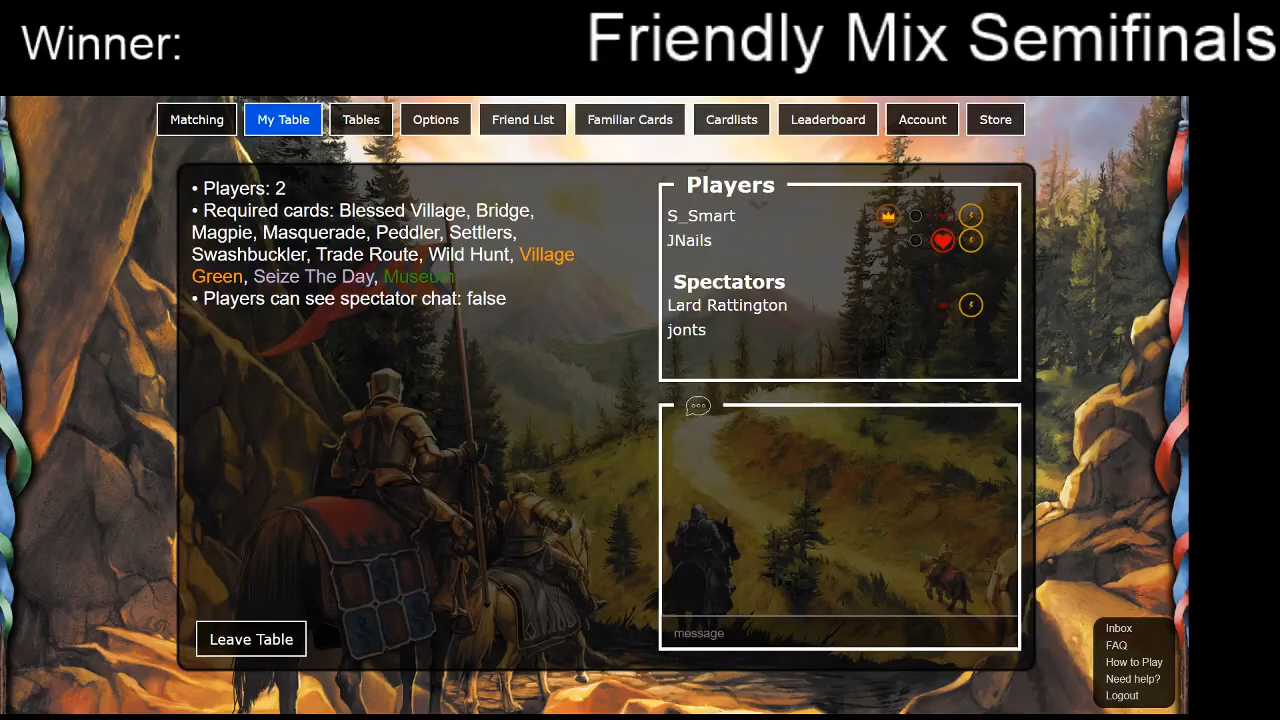 Winner:
Friendly Mix Semifinals
Matching
My Table
Tables
Options
Friend List
Familiar Cards
Cardlists
Leaderboard
Account
Store
• Players: 2
• Required cards: Blessed Village, Bridge,
Magpie, Masquerade, Peddler, Settlers,
Swashbuckler, Trade Route, Wild Hunt, Village
Green, Seize The Day, Museum
• Players can see spectator chat: false
Leave Table
Players
S_Smart
JNails
Spectators
Lard Rattington
jonts
message
Inbox
FAQ
How to Play
Need help?
Logout